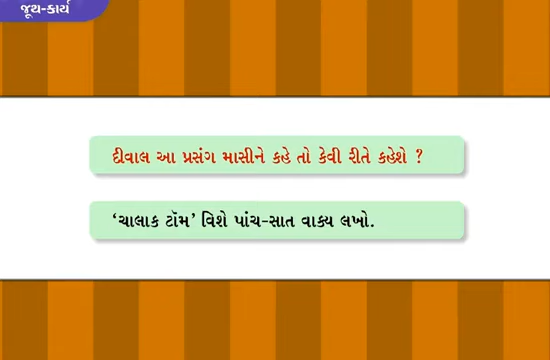 જૂથ-કાર્ય
દીવાલ આ પ્રસંગ માસીને કહે તો કેવી રીતે કહેશે ?
‘ચાલાક ટૉમ’ વિશે પાંચ-સાત વાક્ય લખો.